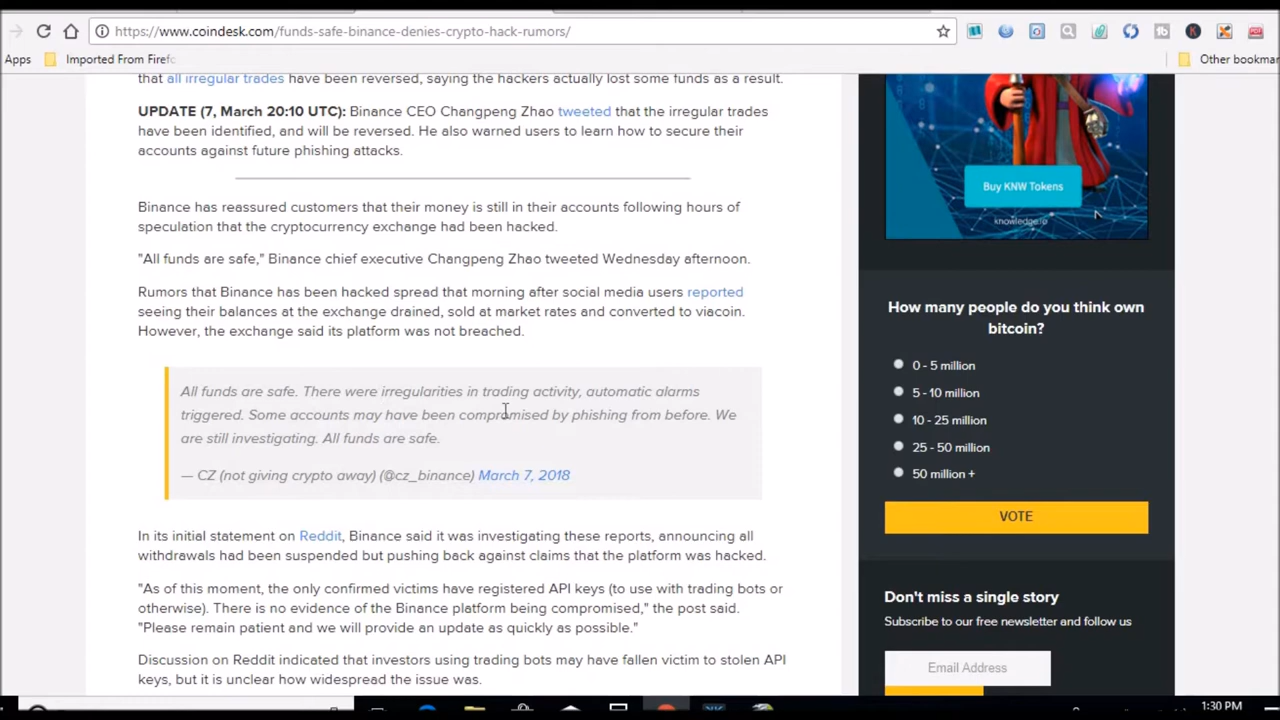 https://www.coindesk.com/funds-safe-binance-denies-crypto-hack-rumors/
Apps
Imported From Firefo
Other bookmar
that all irregular trades have been reversed, saying the hackers actually lost some funds as a result.
UPDATE (7, March 20:10 UTC): Binance CEO Changpeng Zhao tweeted that the irregular trades
have been identified, and will be reversed. He also warned users to learn how to secure their
accounts against future phishing attacks.
Binance has reassured customers that their money is still in their accounts following hours of
speculation that the cryptocurrency exchange had been hacked.
"All funds are safe," Binance chief executive Changpeng Zhao tweeted Wednesday afternoon.
Rumors that Binance has been hacked spread that morning after social media users reported
seeing their balances at the exchange drained, sold at market rates and converted to viacoin.
However, the exchange said its platform was not breached.
All funds are safe. There were irregularities in trading activity, automatic alarms
triggered. Some accounts may have been compromised by phishing from before. We
are still investigating. All funds are safe.
— CZ (not giving crypto away) (@cz_binance) March 7, 2018
In its initial statement on Reddit, Binance said it was investigating these reports, announcing all
withdrawals had been suspended but pushing back against claims that the platform was hacked.
"As of this moment, the only confirmed victims have registered API keys (to use with trading bots or
otherwise). There is no evidence of the Binance platform being compromised," the post said.
"Please remain patient and we will provide an update as quickly as possible."
Discussion on Reddit indicated that investors using trading bots may have fallen victim to stolen API
keys, but it is unclear how widespread the issue was.
Buy KNW Tokens
knowledge.io
How many people do you think own
bitcoin?
0 - 5 million
5 - 10 million
10 - 25 million
25 - 50 million
50 million +
VOTE
Don't miss a single story
Subscribe to our free newsletter and follow us
Email Address
1:30 PM